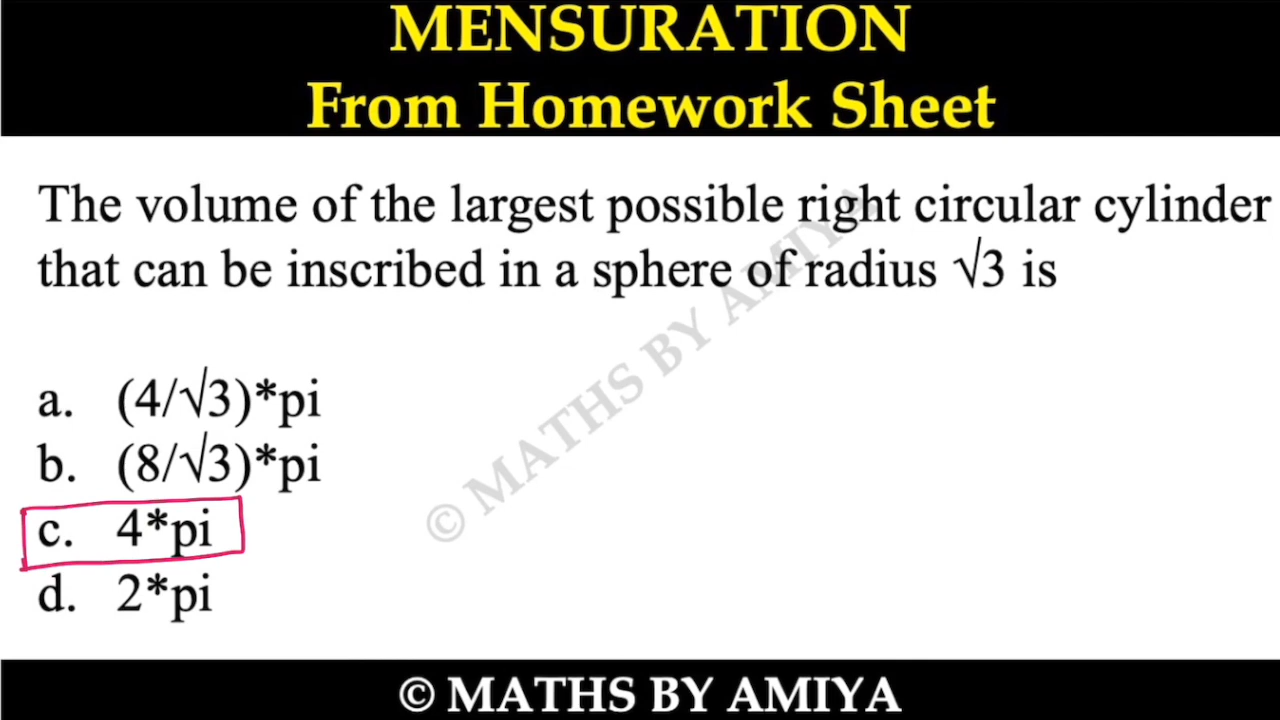 MENSURATION
From Homework Sheet
The volume of the largest possible right circular cylinder
that can be inscribed in a sphere of radius √3 is
a. (4/√3)*pi
b. (8/√3)*pi
c. 4*pi
d. 2*pi
© MATHS BY AMIYA
© MATHS BY AMIYA